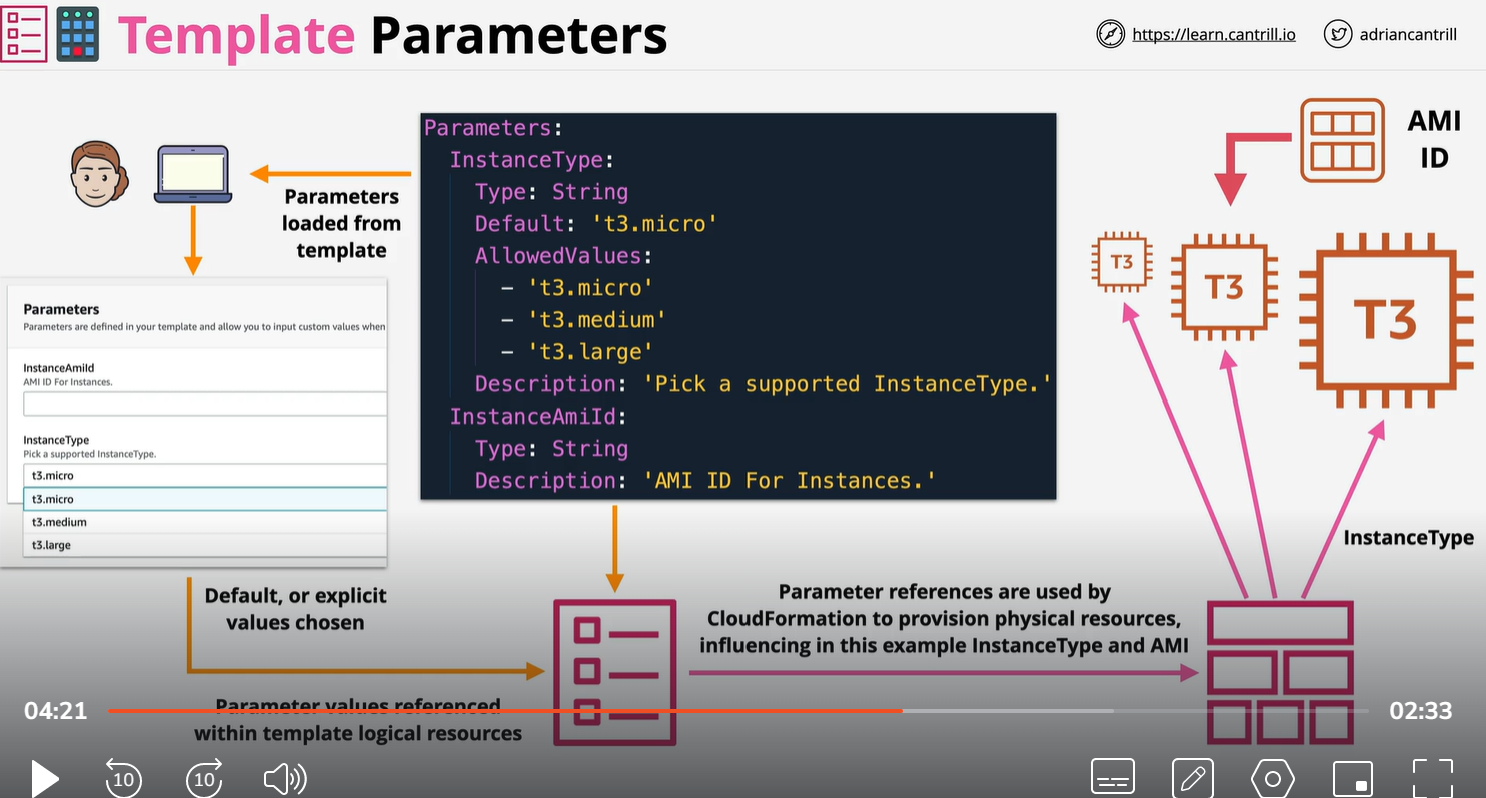 Template Parameters
https://learn.cantrill.io
adriancantrill
Parameters
loaded from
template
Parameters:
InstanceType:
Type: String
Default: 't3.micro'
AllowedValues:
– 't3.micro'
– 't3.medium'
– 't3.large'
Description: 'Pick a supported InstanceType.'
InstanceAmiId:
Type: String
Description: 'AMI ID For Instances.'
AMI
ID
T3
T3
T3
Parameters
Parameters are defined in your template and allow you to input custom values when
InstanceAmiId
AMI ID For Instances.
InstanceType
Pick a supported InstanceType.
t3.micro
t3.micro
t3.medium
t3.large
InstanceType
Default, or explicit
values chosen
Parameter references are used by
CloudFormation to provision physical resources,
influencing in this example InstanceType and AMI
Parameter values referenced
within template logical resources
04:21
02:33
10
10